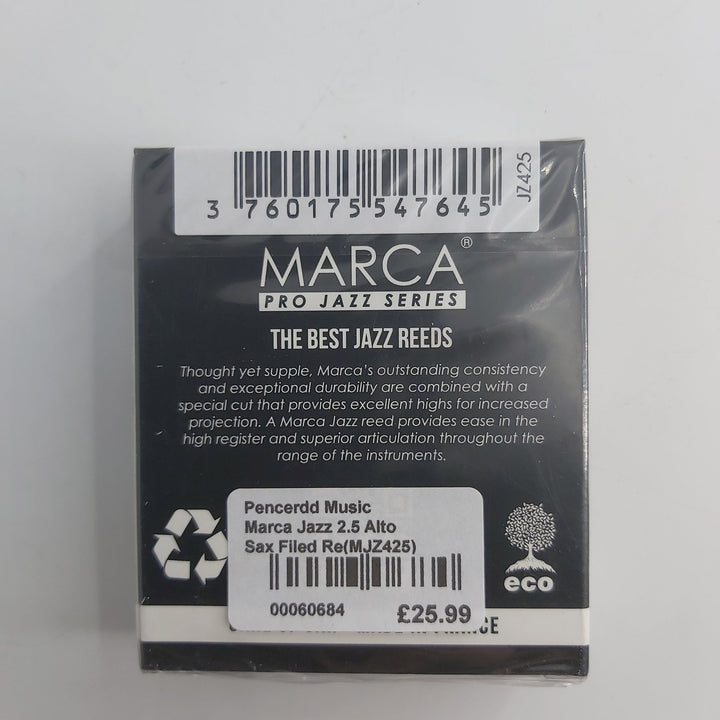 JZ425
3 760175 547645
MARCA®
PRO JAZZ SERIES
THE BEST JAZZ REEDS
Thought yet supple, Marca's outstanding consistency
and exceptional durability are combined with a
special cut that provides excellent highs for increased
projection. A Marca Jazz reed provides ease in the
high register and superior articulation throughout the
range of the instruments.
Pencerdd Music
Marca Jazz 2.5 Alto
Sax Filed Re(MJZ425)
00060684 £25.99
eco